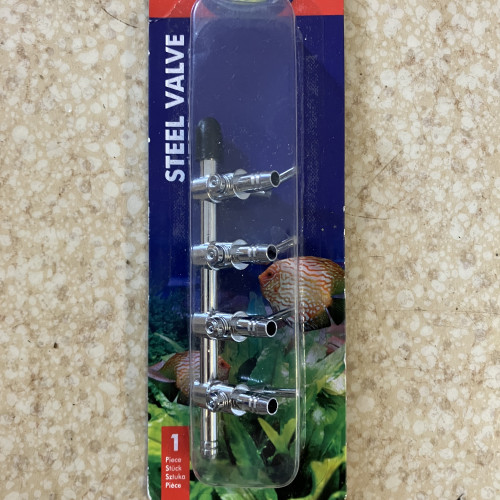 STEEL VALVE
1
Piece
Stück
Sztuka
Pièce